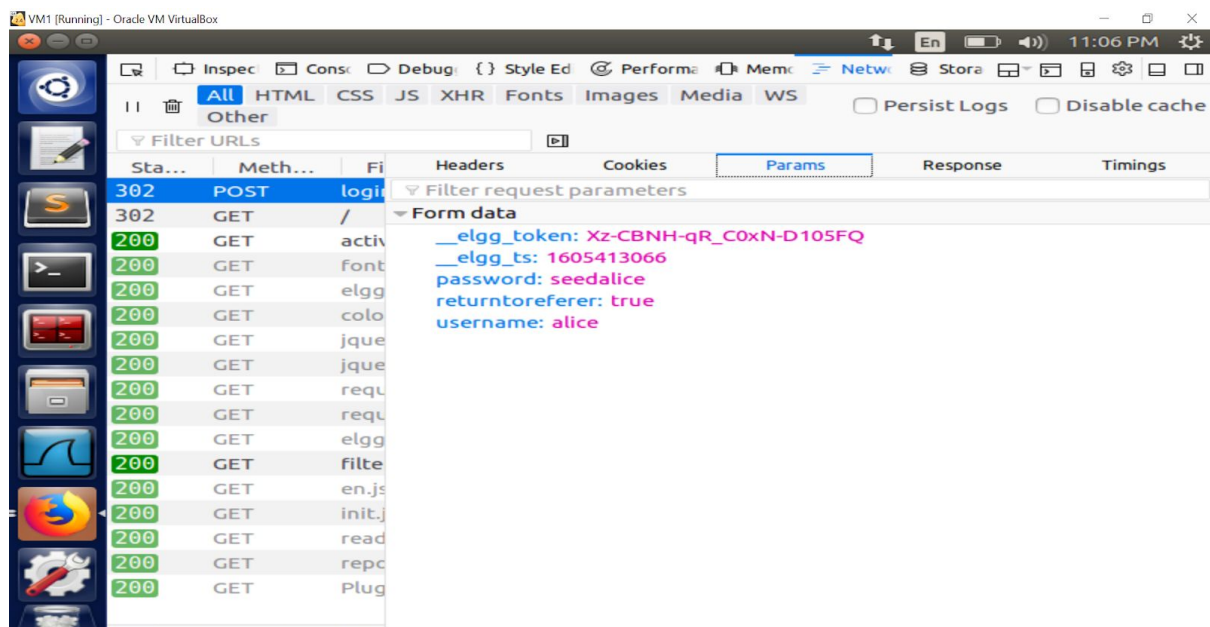 VM1 [Running] - Oracle VM VirtualBox
En 11:06 PM
Inspec Conso Debug { } Style Ed Performa Memo Netwo Stora
All HTML CSS JS XHR Fonts Images Media WS
Other
Persist Logs Disable cache
Filter URLs
Sta... Meth... Fi
Headers Cookies Params Response Timings
302 POST login
Filter request parameters
302 GET /
Form data
200 GET activ
__elgg_token: Xz-CBNH-qR_C0xN-D105FQ
200 GET font
__elgg_ts: 1605413066
200 GET elgg
password: seedalice
200 GET colo
returntoreferer: true
username: alice
200 GET jque
200 GET jque
200 GET requ
200 GET requ
200 GET elgg
200 GET filte
200 GET en.js
200 GET init.j
200 GET read
200 GET repo
200 GET Plug